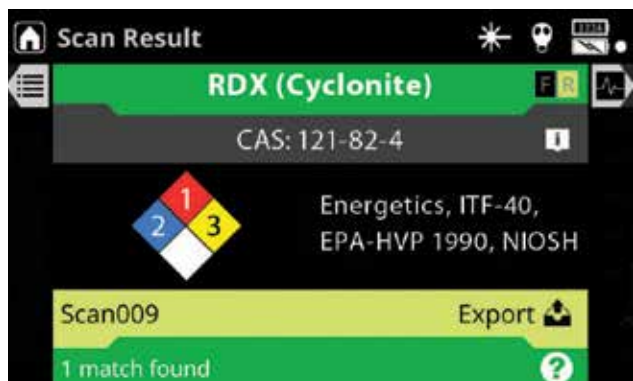 Scan Result
RDX (Cyclonite)
F R
CAS: 121-82-4
1
2 3
Energetics, ITF-40,
EPA-HVP 1990, NIOSH
Scan009
Export
1 match found
?